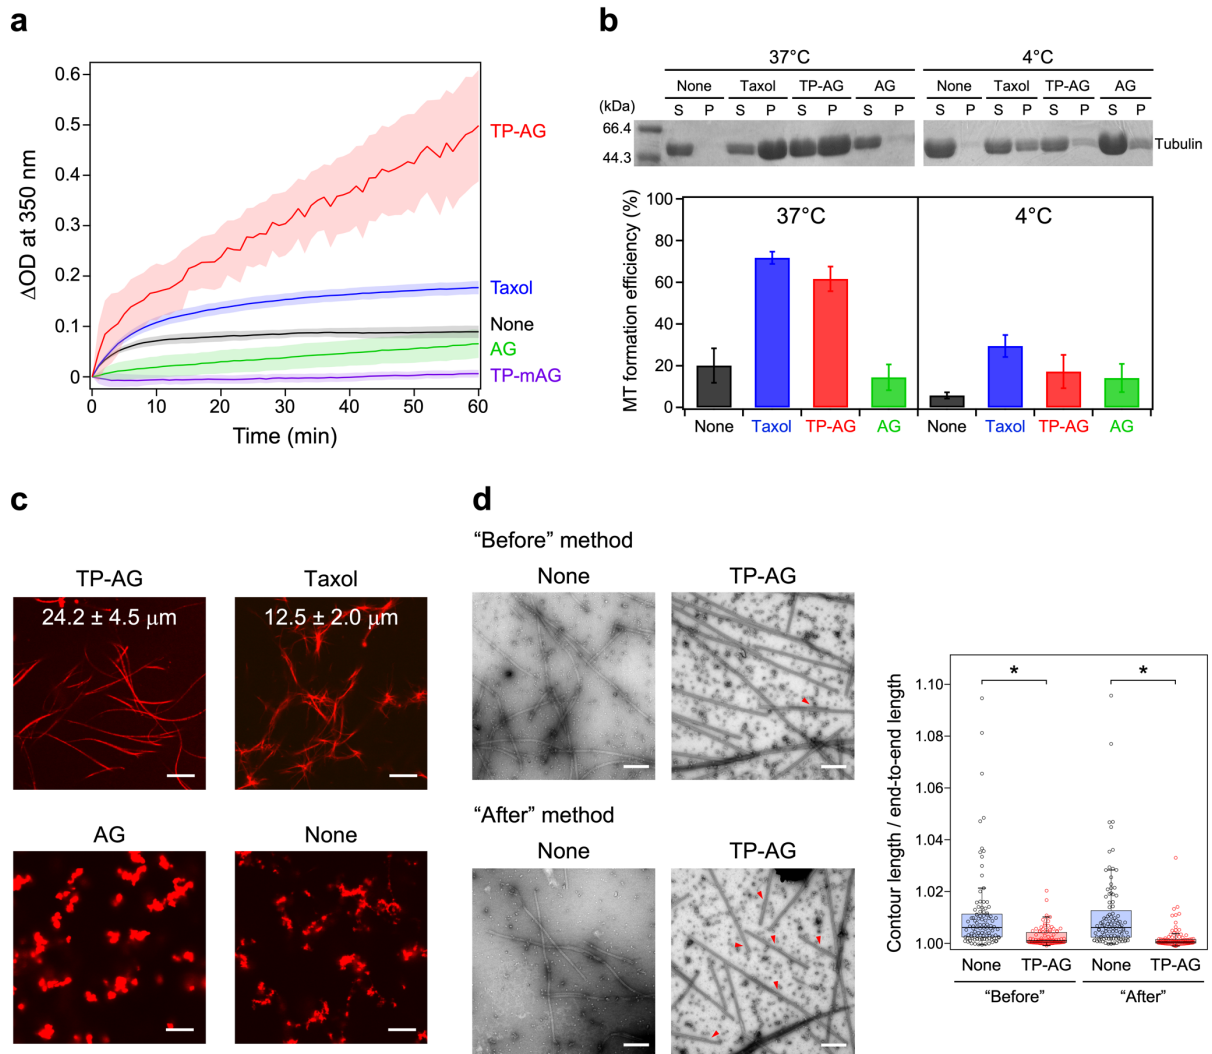 a
ΔOD at 350 nm
0.6
0.5
0.4
0.3
0.2
0.1
0
TP-AG
Taxol
None
AG
TP-mAG
0 10 20 30 40 50 60
Time (min)
b
37°C 4°C
None Taxol TP-AG AG None Taxol TP-AG AG
(kDa) S P S P S P S P S P S P S P S P
66.4
44.3
Tubulin
MT formation efficiency (%)
100
80
60
40
20
0
37°C 4°C
None Taxol TP-AG AG None Taxol TP-AG AG
c
TP-AG Taxol
24.2 ± 4.5 μm 12.5 ± 2.0 μm
AG None
d
“Before” method
None TP-AG
“After” method
None TP-AG
Contour length / end-to-end length
1.10
1.08
1.06
1.04
1.02
1.00
* *
None TP-AG None TP-AG
“Before” “After”